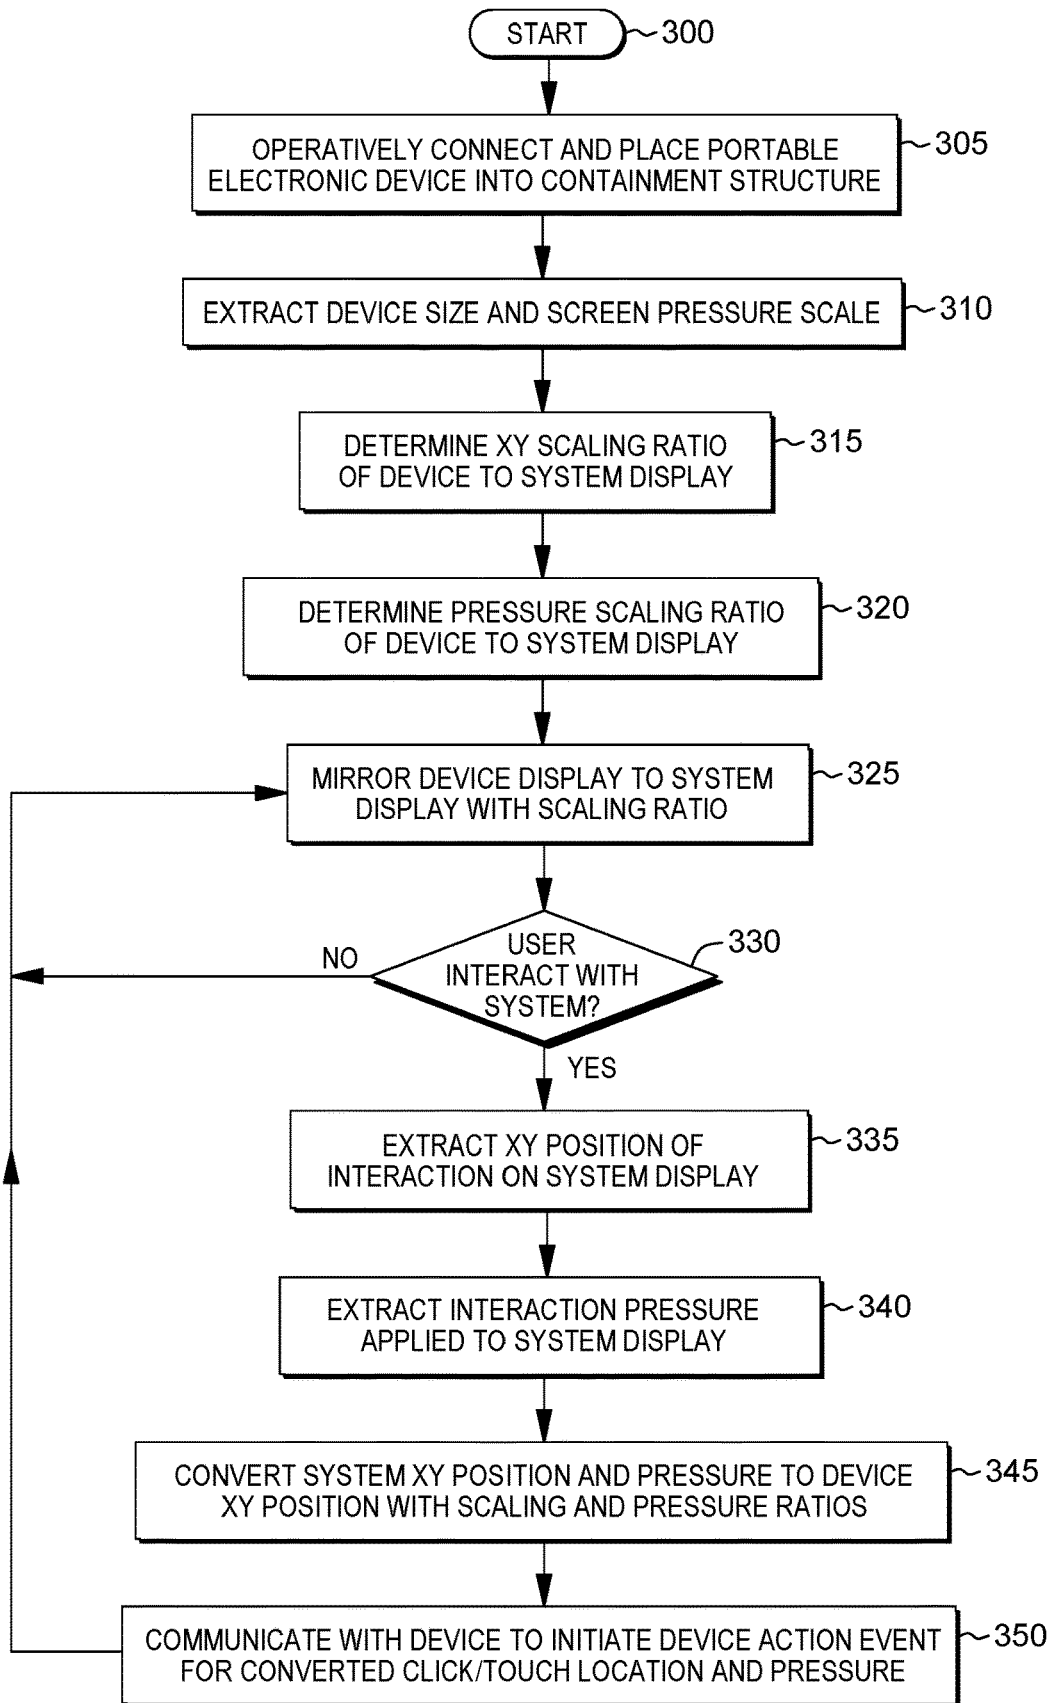 START
300
OPERATIVELY CONNECT AND PLACE PORTABLE
ELECTRONIC DEVICE INTO CONTAINMENT STRUCTURE
305
EXTRACT DEVICE SIZE AND SCREEN PRESSURE SCALE
310
DETERMINE XY SCALING RATIO
OF DEVICE TO SYSTEM DISPLAY
315
DETERMINE PRESSURE SCALING RATIO
OF DEVICE TO SYSTEM DISPLAY
320
MIRROR DEVICE DISPLAY TO SYSTEM
DISPLAY WITH SCALING RATIO
325
USER
INTERACT WITH
SYSTEM?
330
NO
YES
EXTRACT XY POSITION OF
INTERACTION ON SYSTEM DISPLAY
335
EXTRACT INTERACTION PRESSURE
APPLIED TO SYSTEM DISPLAY
340
CONVERT SYSTEM XY POSITION AND PRESSURE TO DEVICE
XY POSITION WITH SCALING AND PRESSURE RATIOS
345
COMMUNICATE WITH DEVICE TO INITIATE DEVICE ACTION EVENT
FOR CONVERTED CLICK/TOUCH LOCATION AND PRESSURE
350